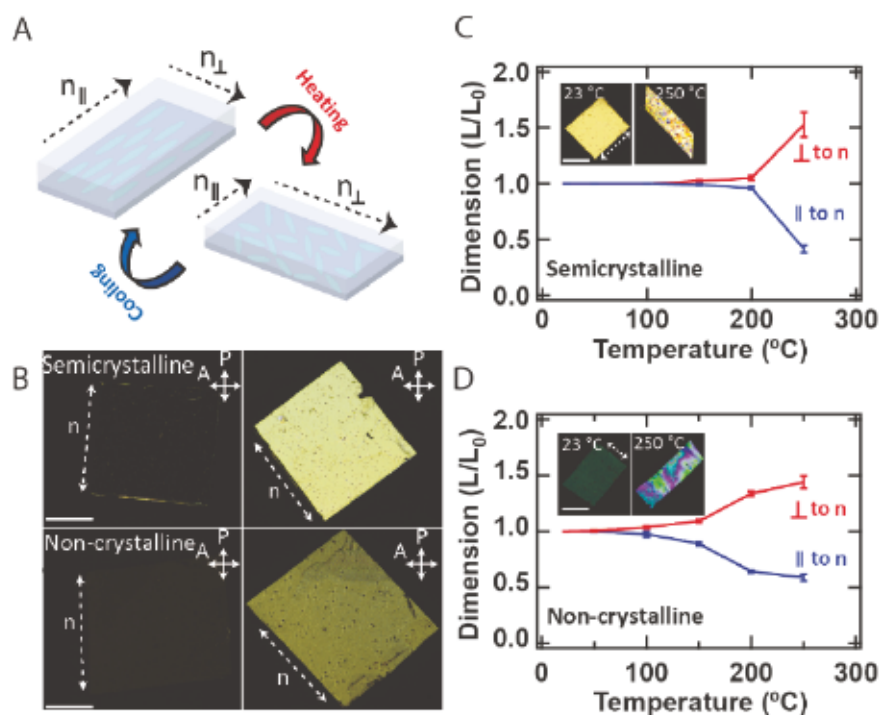 A
n∥
n⊥
Heating
n∥
n⊥
Cooling
B
Semicrystalline
P
A
n
P
A
n
Non-crystalline
P
A
n
P
A
n
C
Dimension (L/L₀)
2.0
1.5
1.0
0.5
0.0
23 °C
250 °C
⊥ to n
∥ to n
Semicrystalline
0
100
200
300
Temperature (ºC)
D
Dimension (L/L₀)
2.0
1.5
1.0
0.5
0.0
23 °C
250 °C
⊥ to n
∥ to n
Non-crystalline
0
100
200
300
Temperature (ºC)